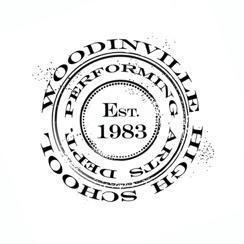 WOODINVILLE HIGH SCHOOL
PERFORMING ARTS DEPT.
EST.
1983